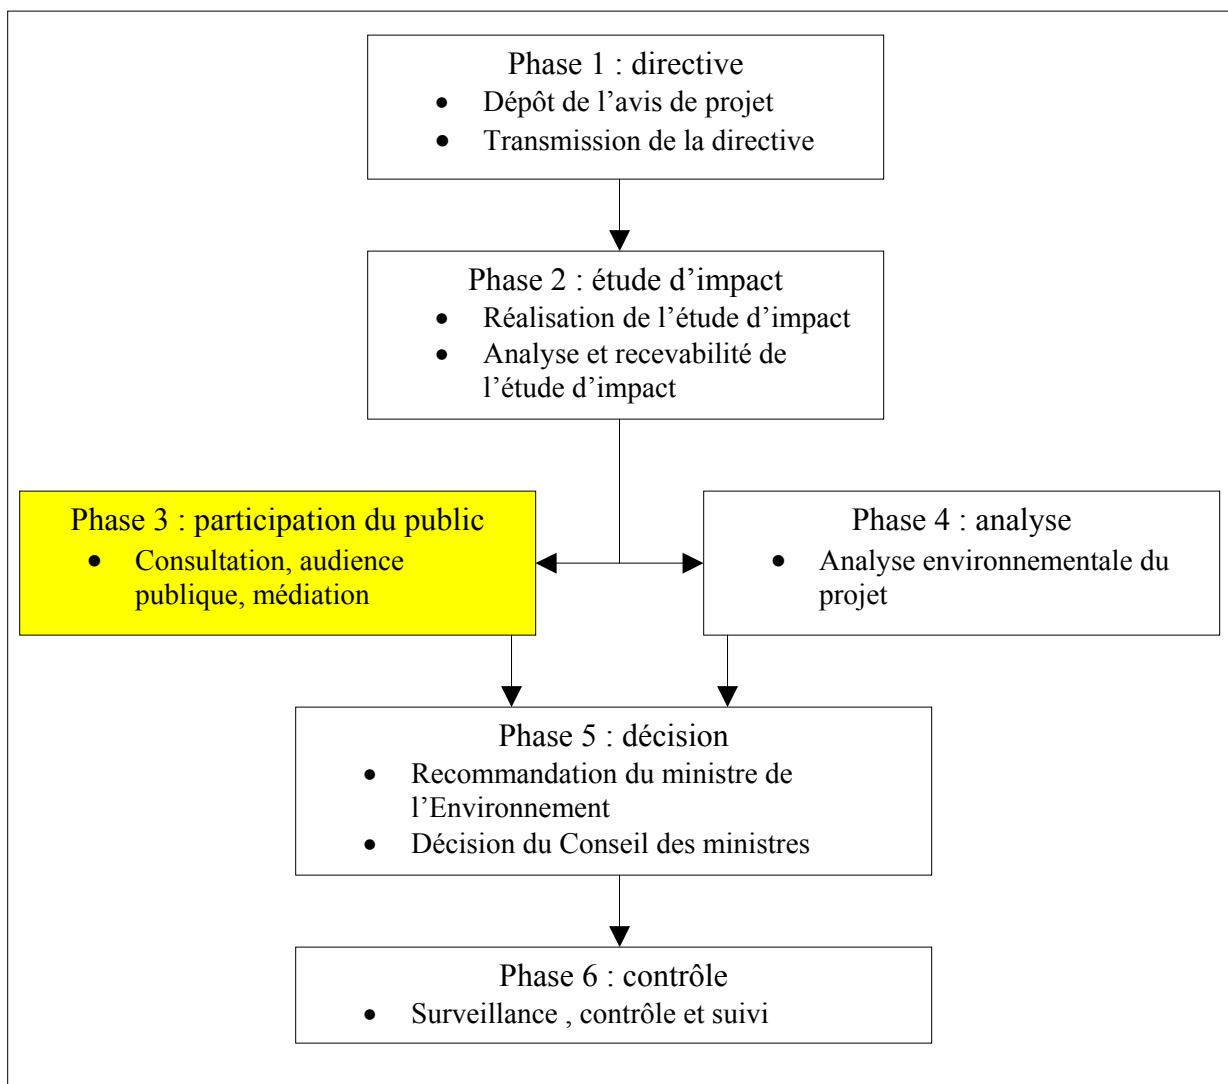 Phase 1 : directive
• Dépôt de l’avis de projet
• Transmission de la directive
Phase 2 : étude d’impact
• Réalisation de l’étude d’impact
• Analyse et recevabilité de
l’étude d’impact
Phase 3 : participation du public
• Consultation, audience
publique, médiation
Phase 4 : analyse
• Analyse environnementale du
projet
Phase 5 : décision
• Recommandation du ministre de
l’Environnement
• Décision du Conseil des ministres
Phase 6 : contrôle
• Surveillance , contrôle et suivi